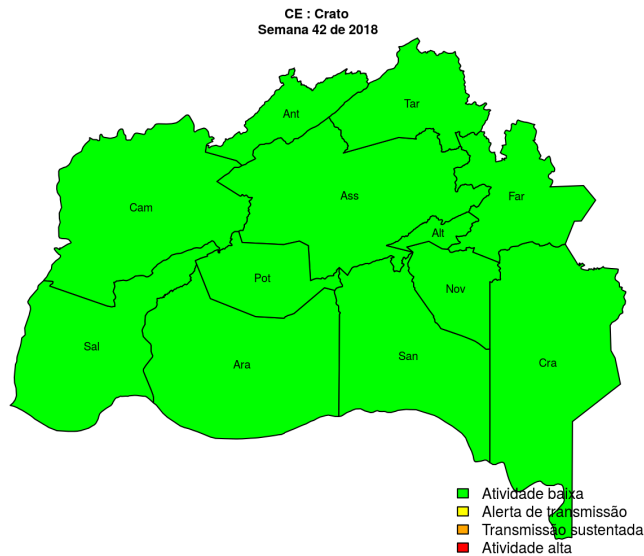 CE : Crato
Semana 42 de 2018
Tar
Ant
Ass
Far
Cam
Alt
Pot
Nov
Sal
San
Ara
Cra
Atividade baixa
Alerta de transmissão
Transmissão sustentada
Atividade alta